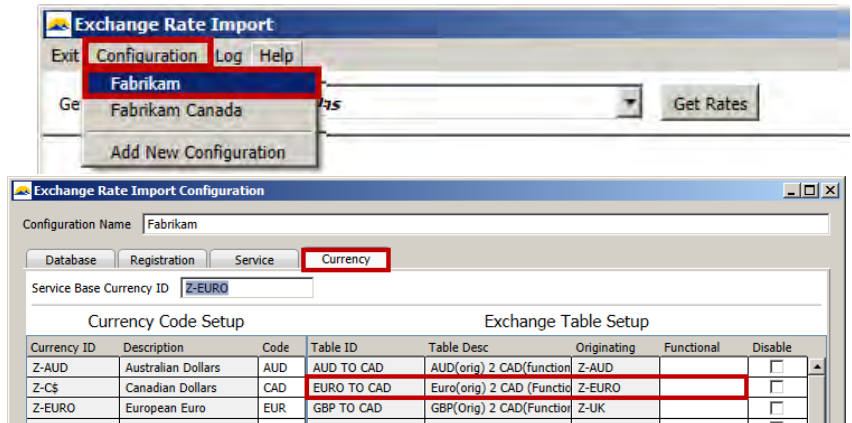 Exchange Rate Import
Exit Configuration Log Help
Fabrikam
Get Rates
Fabrikam Canada
Add New Configuration
Exchange Rate Import Configuration
Configuration Name Fabrikam
Database Registration Service Currency
Service Base Currency ID Z-EURO
Currency Code Setup Exchange Table Setup
Currency ID Description Code Table ID Table Desc Originating Functional Disable
Z-AUD Australian Dollars AUD AUD TO CAD AUD(orig) 2 CAD(function Z-AUD
Z-C$ Canadian Dollars CAD EURO TO CAD Euro(orig) 2 CAD (Functio Z-EURO
Z-EURO European Euro EUR GBP TO CAD GBP(Orig) 2 CAD(Function Z-UK